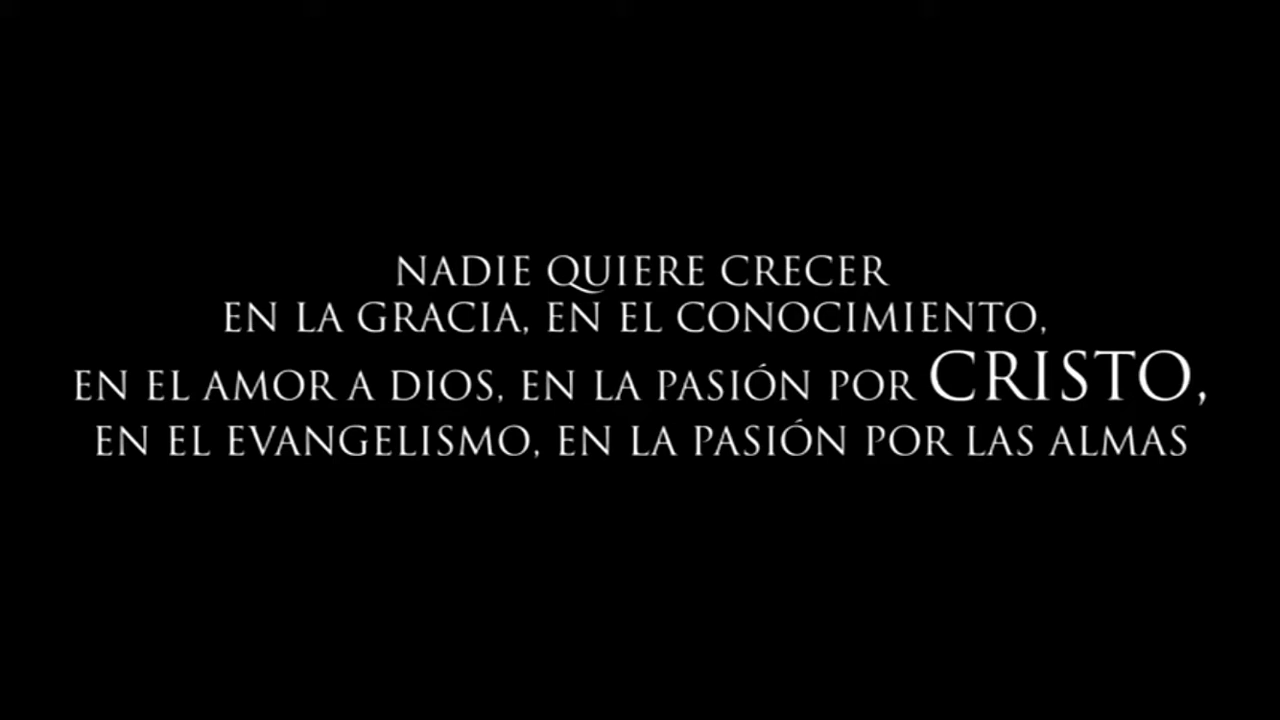 NADIE QUIERE CRECER
EN LA GRACIA, EN EL CONOCIMIENTO,
EN EL AMOR A DIOS, EN LA PASIÓN POR CRISTO,
EN EL EVANGELISMO, EN LA PASIÓN POR LAS ALMAS